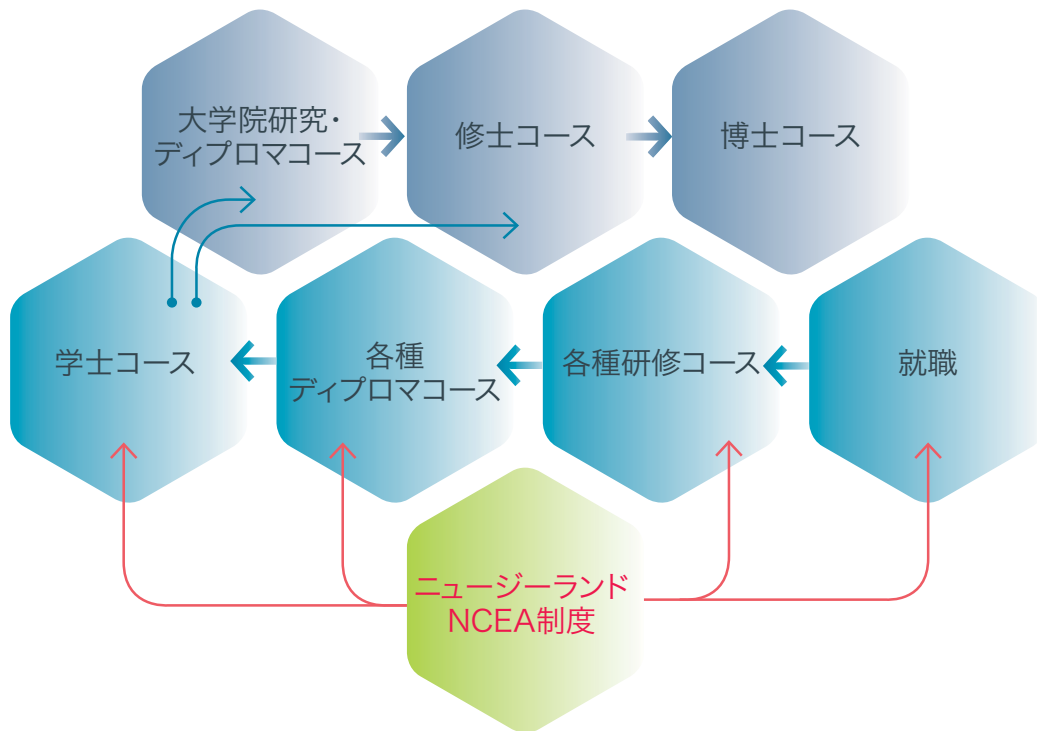 大学院研究・
ディプロマコース
修士コース
博士コース
学士コース
各種
ディプロマコース
各種研修コース
就職
ニュージーランド
NCEA制度